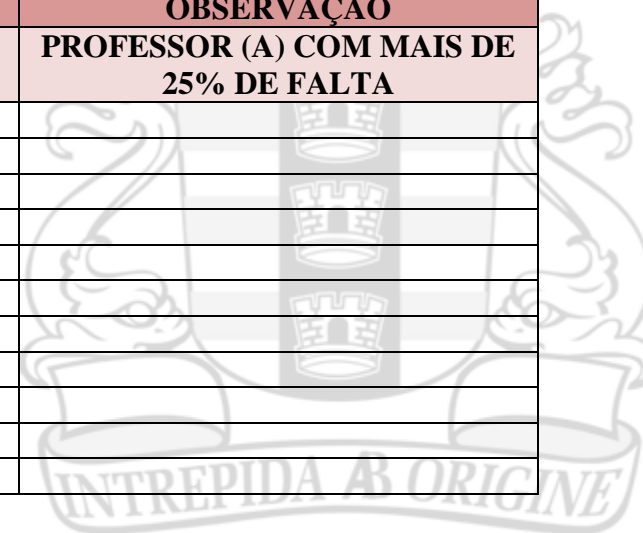 OBSERVAÇÃO
PROFESSOR (A) COM MAIS DE
25% DE FALTA
INTREPIDA AB ORIGINE